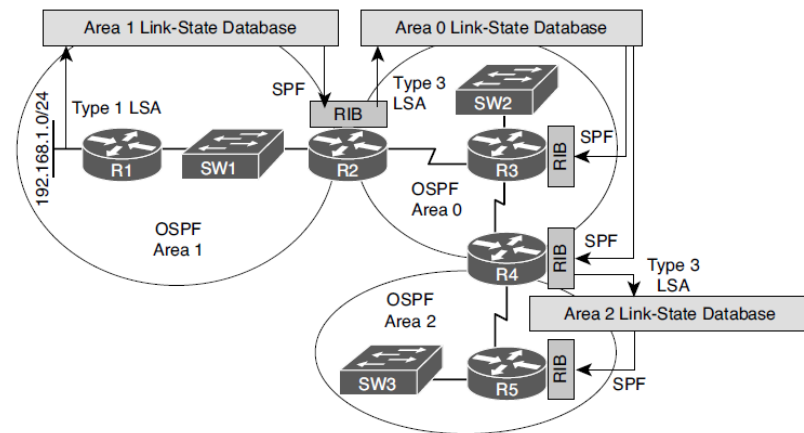 Area 1 Link-State Database
Area 0 Link-State Database
SPF
Type 3
LSA
Type 1 LSA
RIB
SW2
SPF
192.168.1.0/24
R1
SW1
R2
R3
RIB
OSPF
Area 0
OSPF
Area 1
SPF
R4
RIB
Type 3
LSA
OSPF
Area 2
Area 2 Link-State Database
SW3
R5
RIB
SPF